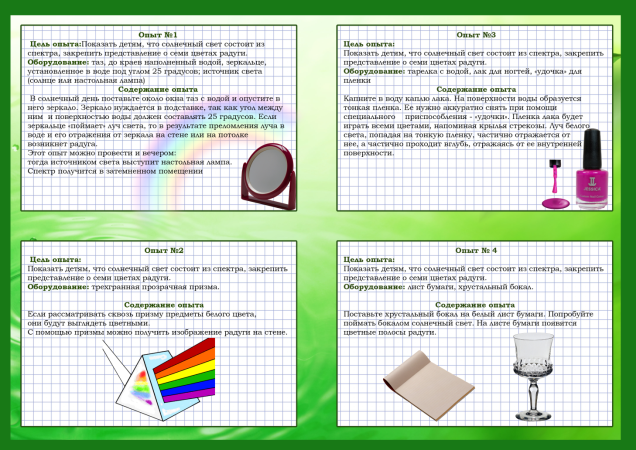 Опыт №1
Цель опыта:Показать детям, что солнечный свет состоит из
спектра, закрепить представление о семи цветах радуги.
Оборудование: таз, до краев наполненный водой, зеркальце,
установленное в воде под углом 25 градусов; источник света
(солнце или настольная лампа)
Содержание опыта
В солнечный день поставьте около окна таз с водой и опустите в
него зеркало. Зеркало нуждается в подставке, так как угол между
ним и поверхностью воды должен составлять 25 градусов. Если
зеркальце «поймает» луч света, то в результате преломления луча в
воде и его отражения от зеркала на стене или на потолке
возникнет радуга.
Этот опыт можно провести и вечером:
тогда источником света выступит настольная лампа.
Спектр получится в затемненном помещении
Опыт №2
Цель опыта:
Показать детям, что солнечный свет состоит из спектра, закрепить
представление о семи цветах радуги.
Оборудование: трехгранная прозрачная призма.
Содержание опыта
Если рассматривать сквозь призму предметы белого цвета,
они будут выглядеть цветными.
С помощью призмы можно получить изображение радуги на стене.
Опыт №3
Цель опыта:
Показать детям, что солнечный свет состоит из спектра, закрепить
представление о семи цветах радуги.
Оборудование: тарелка с водой, лак для ногтей, «удочка» для
пленки
Содержание опыта
Капните в воду каплю лака. На поверхности воды образуется
тонкая пленка. Ее нужно аккуратно снять при помощи
специального приспособления - «удочки». Пленка лака будет
играть всеми цветами, напоминая крылья стрекозы. Луч белого
света, попадая на тонкую пленку, частично отражается от
нее, а частично проходит вглубь, отражаясь от ее внутренней
поверхности.
Опыт № 4
Цель опыта:
Показать детям, что солнечный свет состоит из спектра, закрепить
представление о семи цветах радуги.
Оборудование: лист бумаги, хрустальный бокал.
Содержание опыта
Поставьте хрустальный бокал на белый лист бумаги. Попробуйте
поймать бокалом солнечный свет. На листе бумаги появятся
цветные полосы радуги.